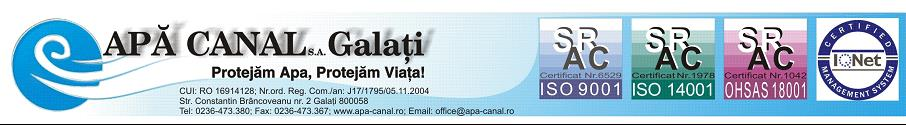 APĂ CANAL S.A. Galați
Protejăm Apa, Protejăm Viața!
CUI: RO 16914128; Nr.ord. Reg. Com./an: J17/1795/05.11.2004
Str. Constantin Brâncoveanu nr. 2 Galați 800058
Tel: 0236-473.380; Fax: 0236-473.367; www.apa-canal.ro; Email: office@apa-canal.ro
SR
AC
Certificat Nr.6529
ISO 9001
SR
AC
Certificat Nr.1978
ISO 14001
SR
AC
Certificat Nr.1042
OHSAS 18001
CERTIFIED
IQNet
MANAGEMENT SYSTEM